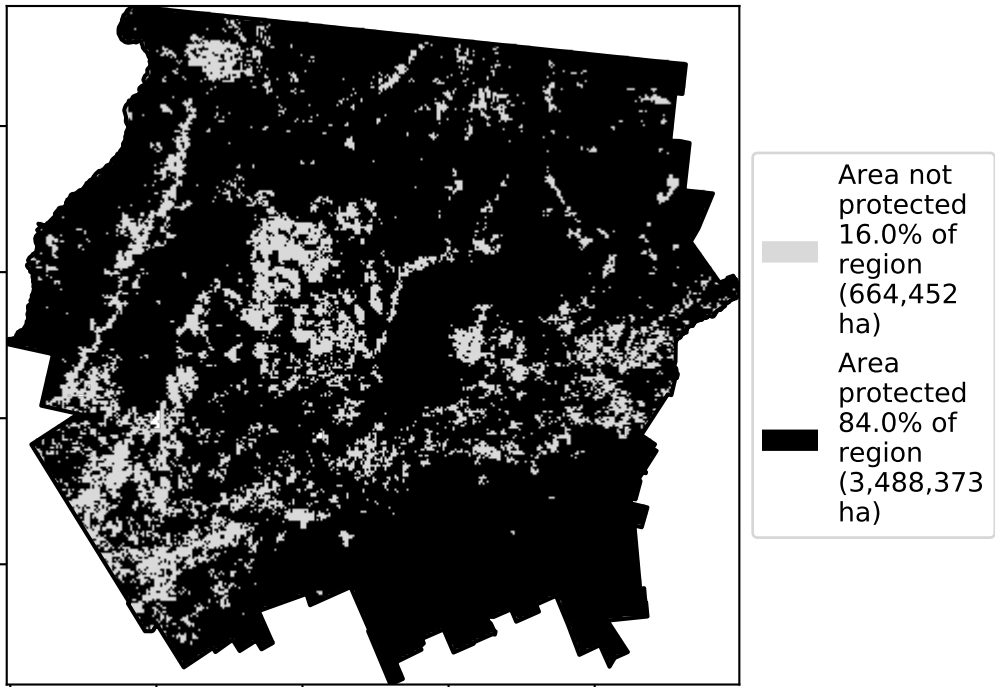 Area not
protected
16.0% of
region
(664,452
ha)
Area
protected
84.0% of
region
(3,488,373
ha)